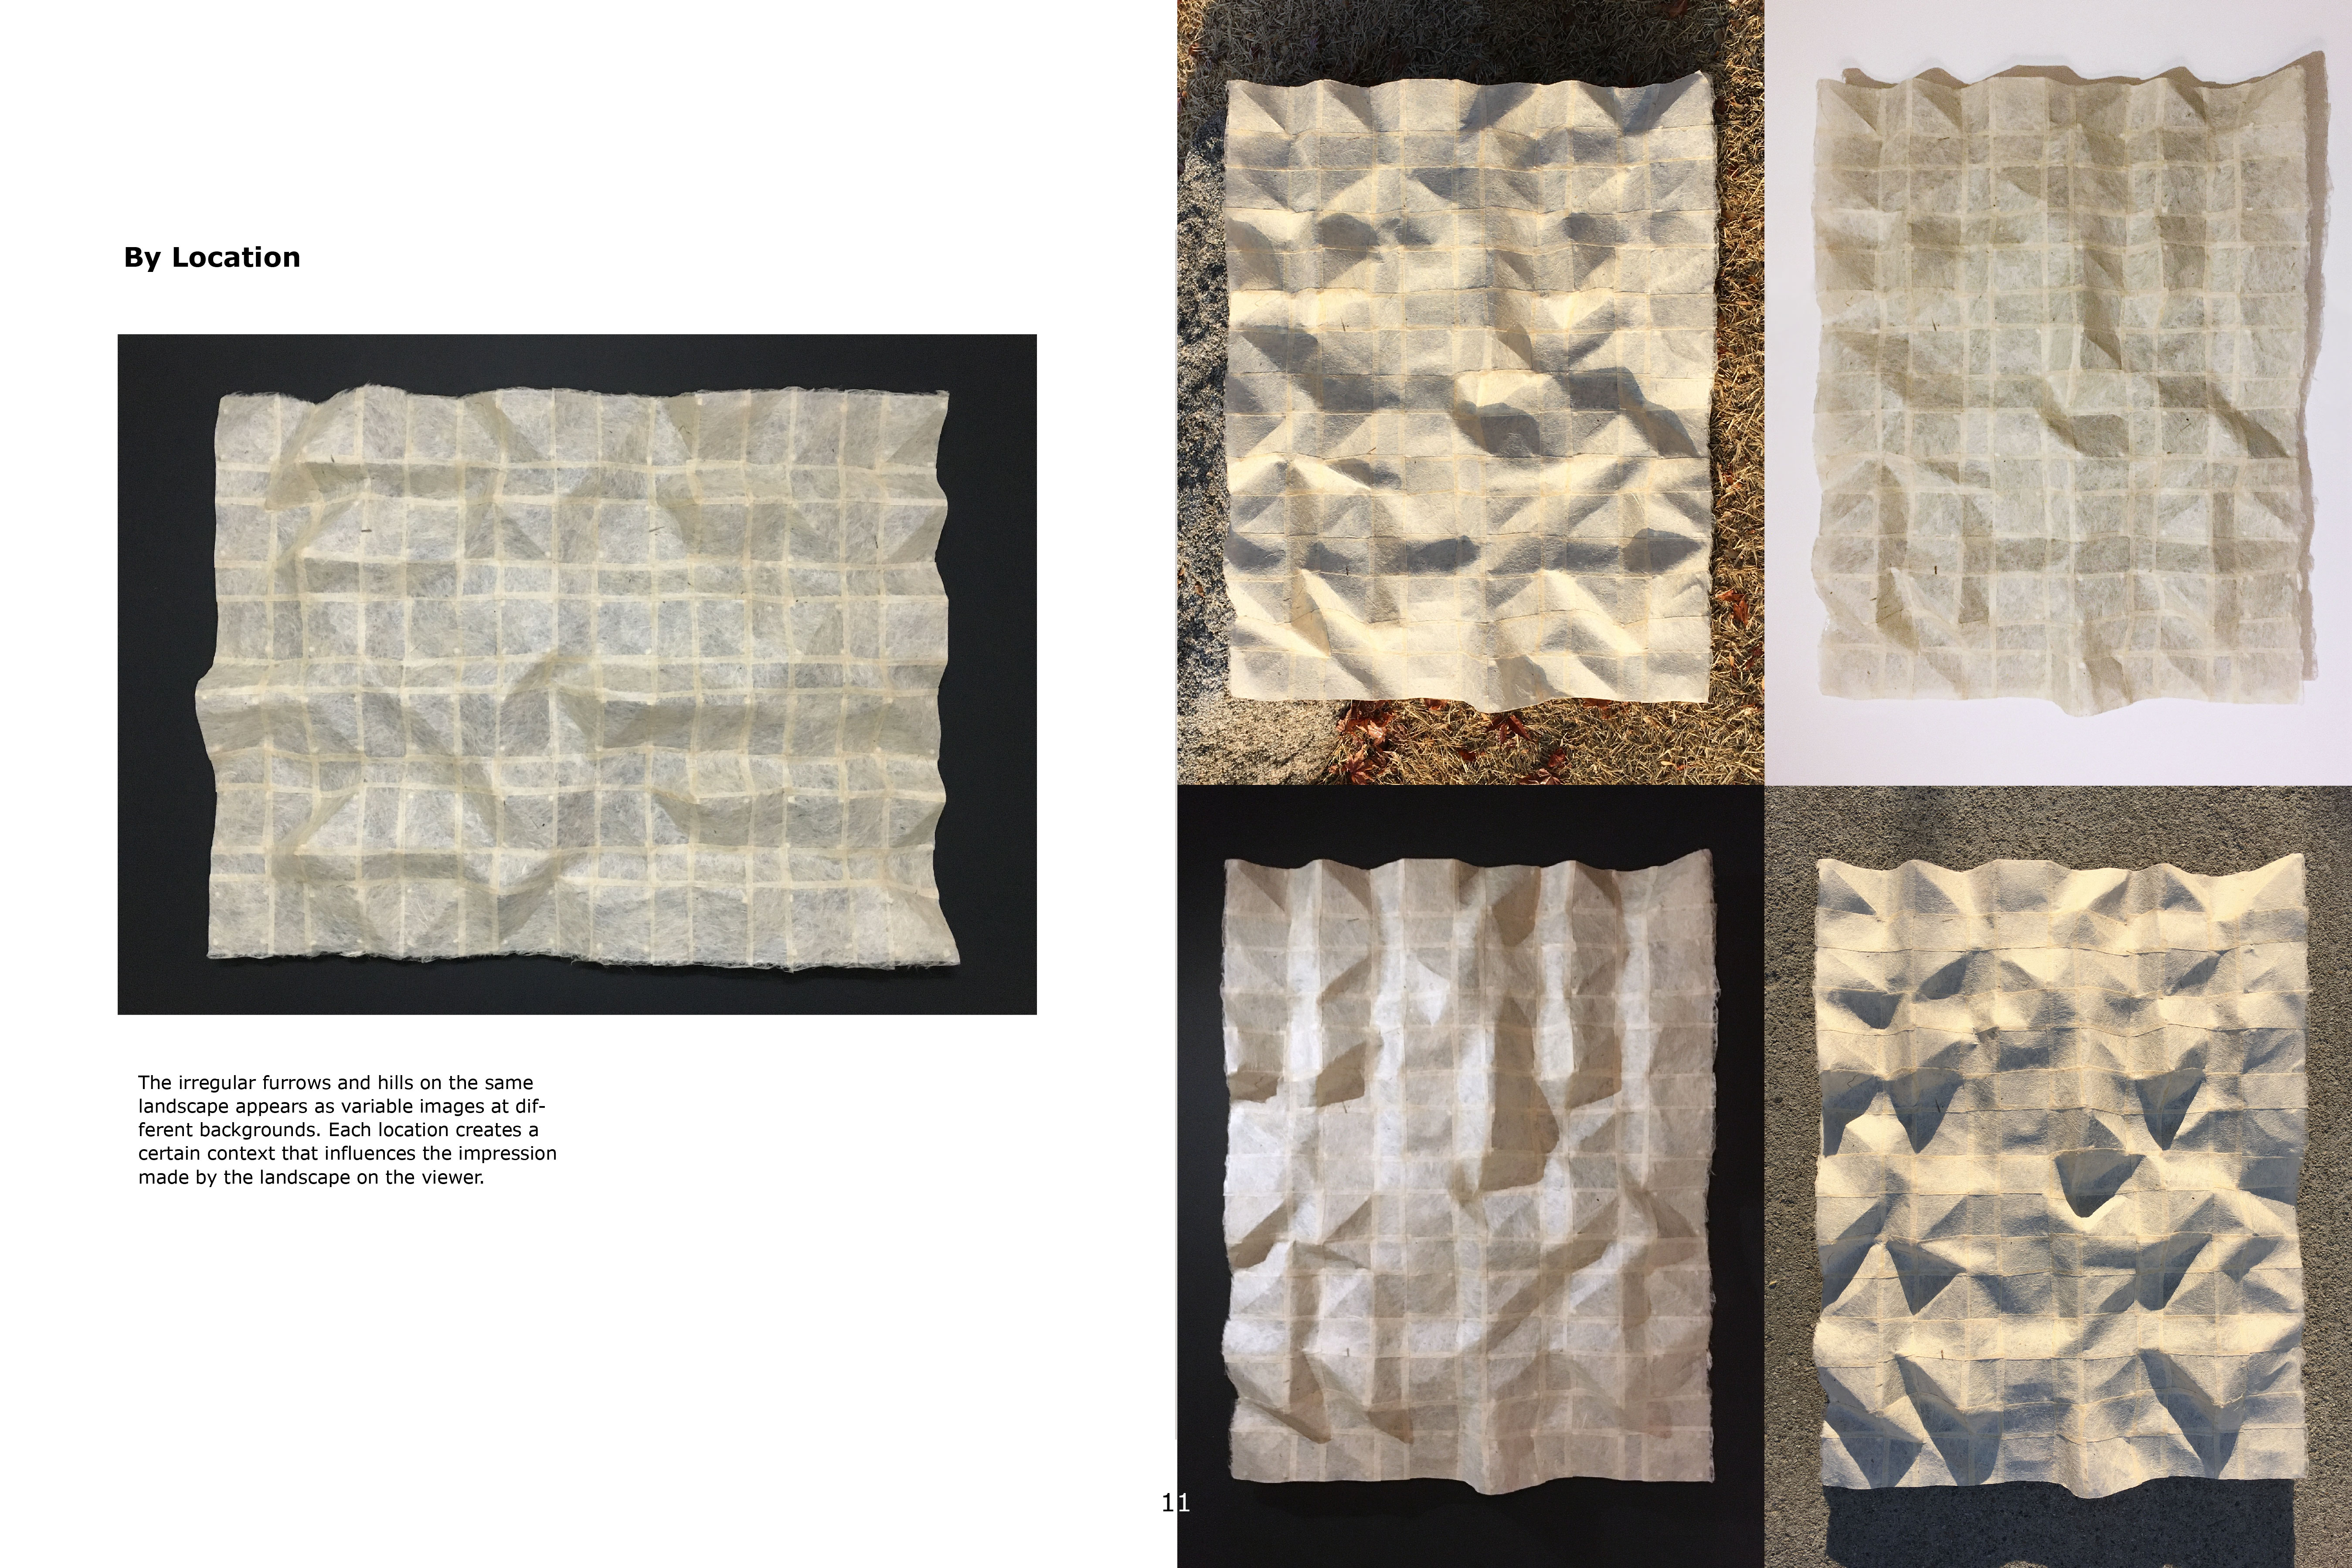 By Location
The irregular furrows and hills on the same
landscape appears as variable images at dif-
ferent backgrounds. Each location creates a
certain context that influences the impression
made by the landscape on the viewer.
11